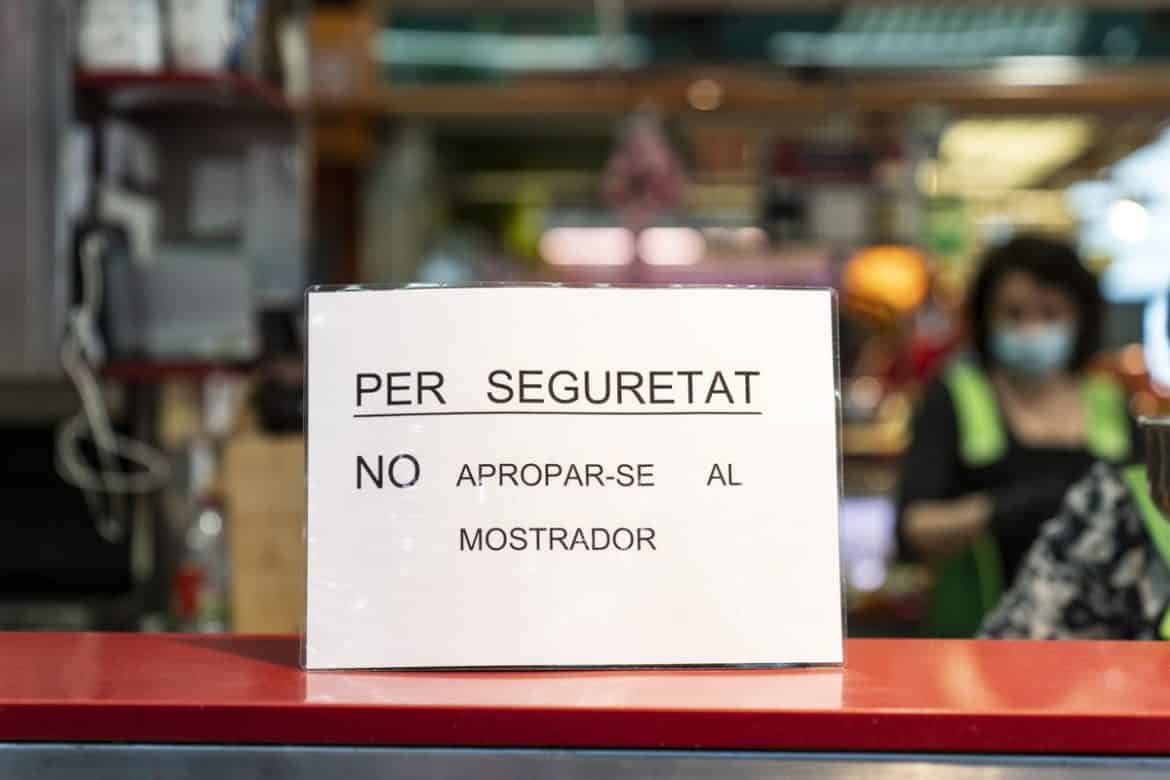 PER SEGURETAT
NO APROPAR-SE AL
MOSTRADOR